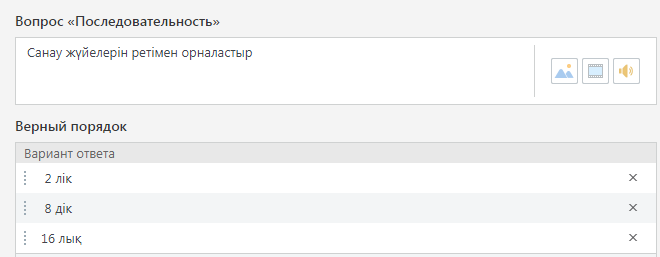 Вопрос «Последовательность»
Санау жүйелерін ретімен орналастыр
Верный порядок
Вариант ответа
2 лік
8 дік
16 лық